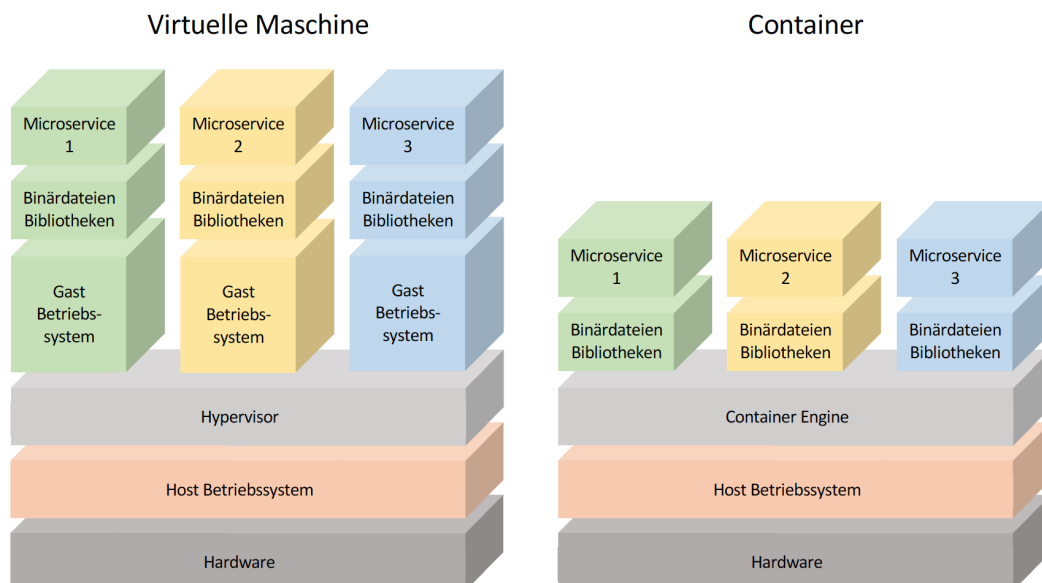 Virtuelle Maschine
Microservice
1
Microservice
2
Microservice
3
Binärdateien
Bibliotheken
Binärdateien
Bibliotheken
Binärdateien
Bibliotheken
Gast
Betriebs-
system
Gast
Betriebs-
system
Gast
Betriebs-
system
Hypervisor
Host Betriebssystem
Hardware
Container
Microservice
1
Microservice
2
Microservice
3
Binärdateien
Bibliotheken
Binärdateien
Bibliotheken
Binärdateien
Bibliotheken
Container Engine
Host Betriebssystem
Hardware